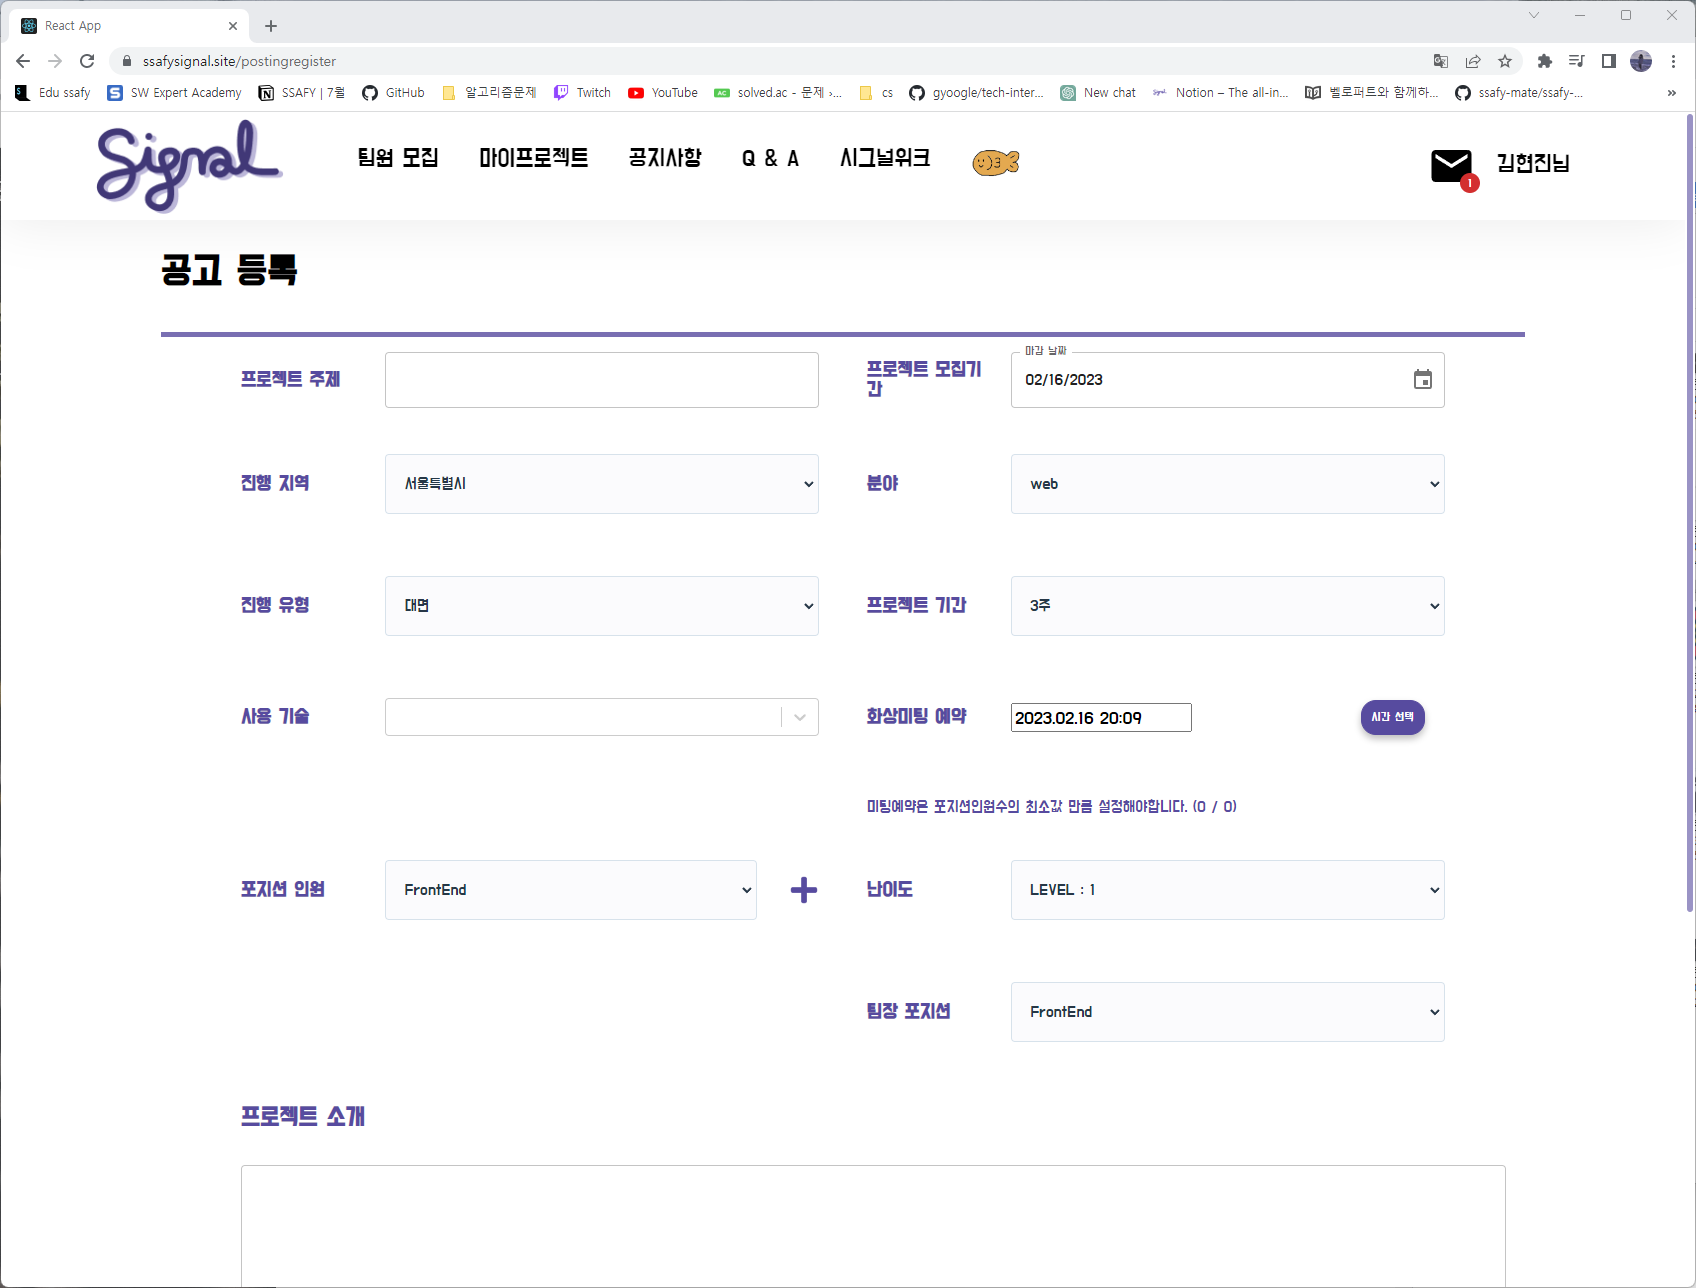 React App
ssafysignal.site/postingregister
Edu ssafy SW Expert Academy SSAFY | 7월 GitHub 알고리즘문제 Twitch YouTube solved.ac - 문제 ›... cs gyoogle/tech-inter... New chat Notion – The all-in... 벨로퍼트와 함께하... ssafy-mate/ssafy-... »
Signal 팀원 모집 마이프로젝트 공지사항 Q & A 시그널위크 1 김현진님
공고 등록
프로젝트 주제
프로젝트 모집기
간
마감 날짜
02/16/2023
진행 지역 서울특별시 분야 web
진행 유형 대면 프로젝트 기간 3주
사용 기술 화상미팅 예약 2023.02.16 20:09 시간 선택
미팅예약은 포지션인원수의 최소값 만큼 설정해야합니다. (0 / 0)
포지션 인원 FrontEnd 난이도 LEVEL : 1
팀장 포지션 FrontEnd
프로젝트 소개